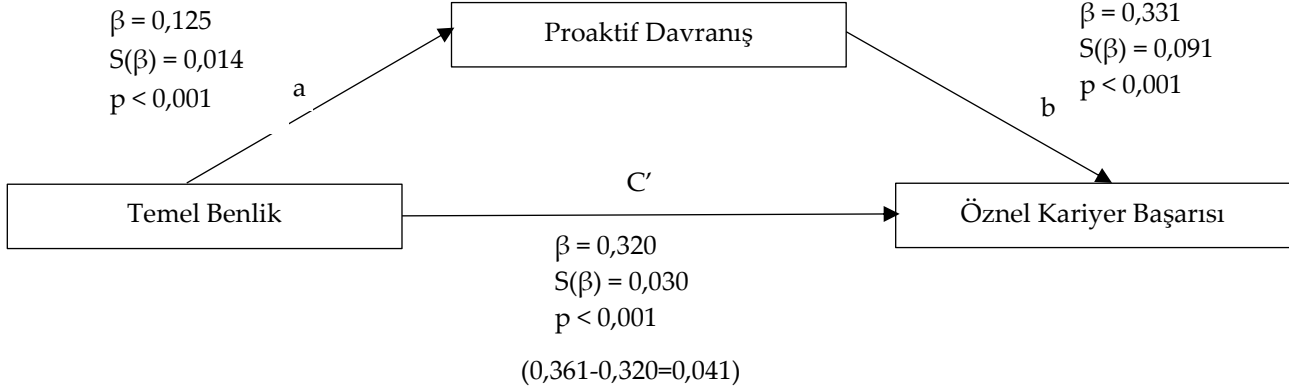 β = 0,125
S(β) = 0,014
p < 0,001
a
Proaktif Davranış
β = 0,331
S(β) = 0,091
p < 0,001
b
Temel Benlik
C′
Öznel Kariyer Başarısı
β = 0,320
S(β) = 0,030
p < 0,001
(0,361-0,320=0,041)